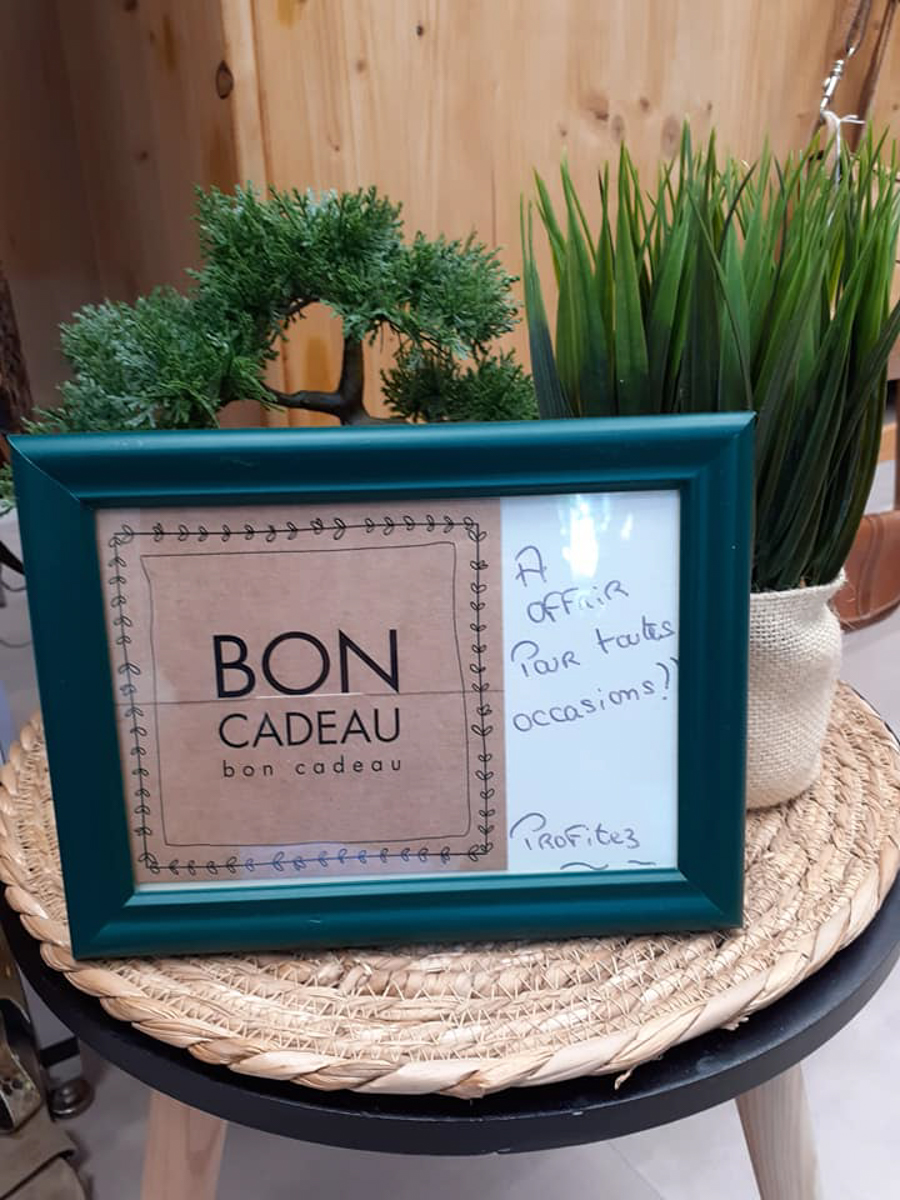 BON
CADEAU
bon cadeau
A
OFFRIR
Pour toutes
occasions!!
PROFitez